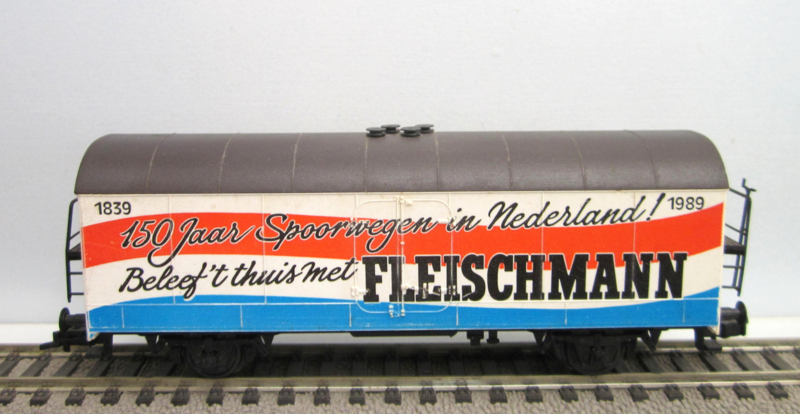 1839 1989
150 Jaar Spoorwegen in Nederland!
Beleef 't thuis met FLEISCHMANN